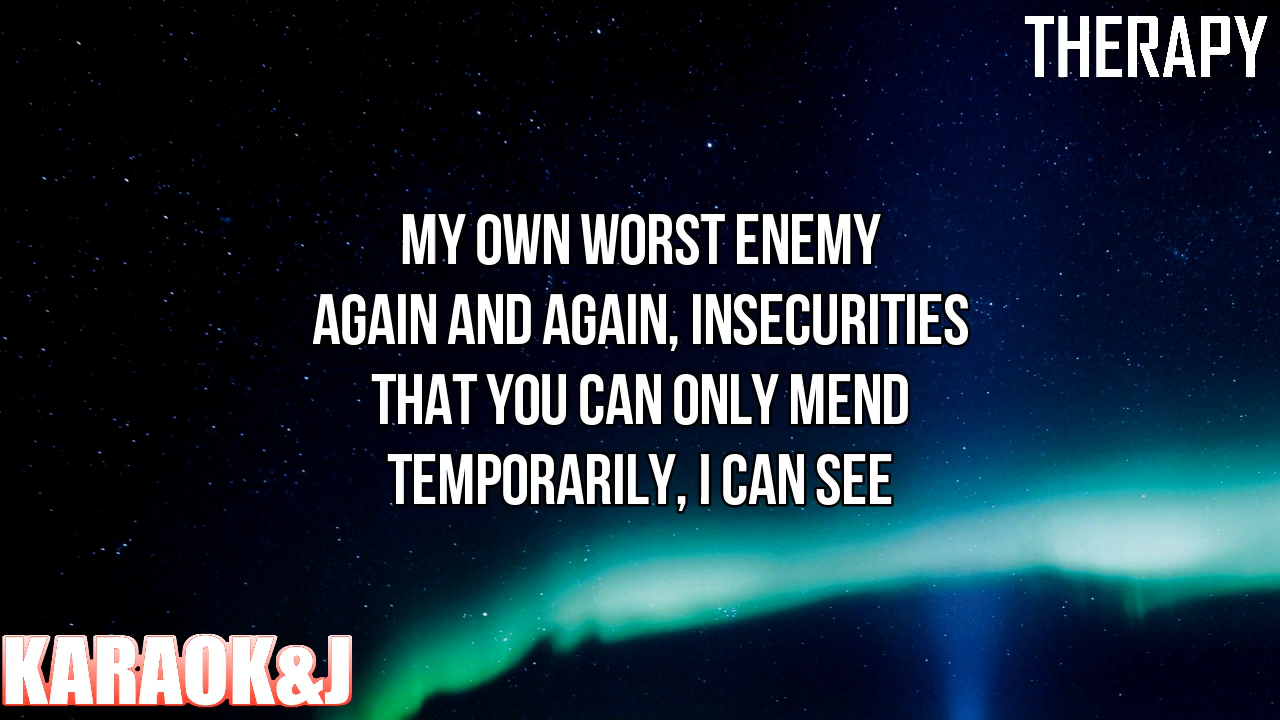 THERAPY
MY OWN WORST ENEMY
AGAIN AND AGAIN, INSECURITIES
THAT YOU CAN ONLY MEND
TEMPORARILY, I CAN SEE
KARAOK&J